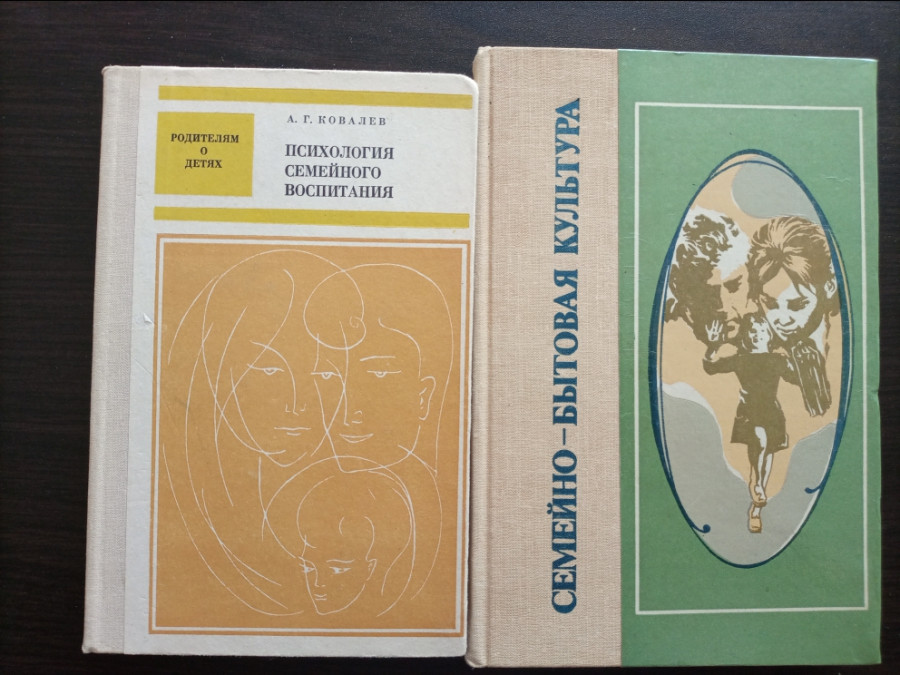 РОДИТЕЛЯМ
О
ДЕТЯХ
А. Г. КОВАЛЕВ
ПСИХОЛОГИЯ
СЕМЕЙНОГО
ВОСПИТАНИЯ
СЕМЕЙНО–БЫТОВАЯ КУЛЬТУРА